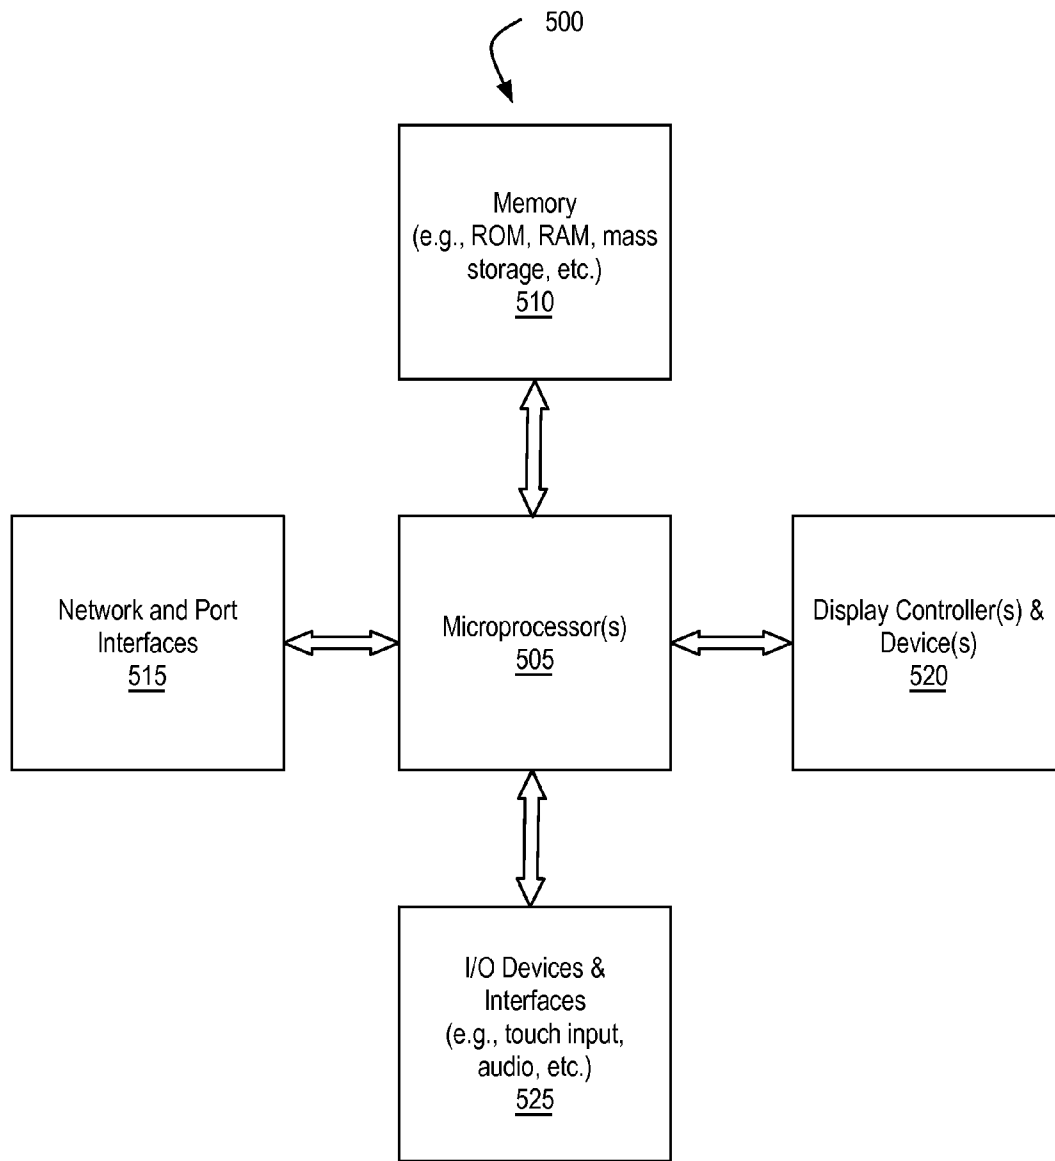 500
Memory
(e.g., ROM, RAM, mass
storage, etc.)
510
Network and Port
Interfaces
515
Microprocessor(s)
505
Display Controller(s) &
Device(s)
520
I/O Devices &
Interfaces
(e.g., touch input,
audio, etc.)
525